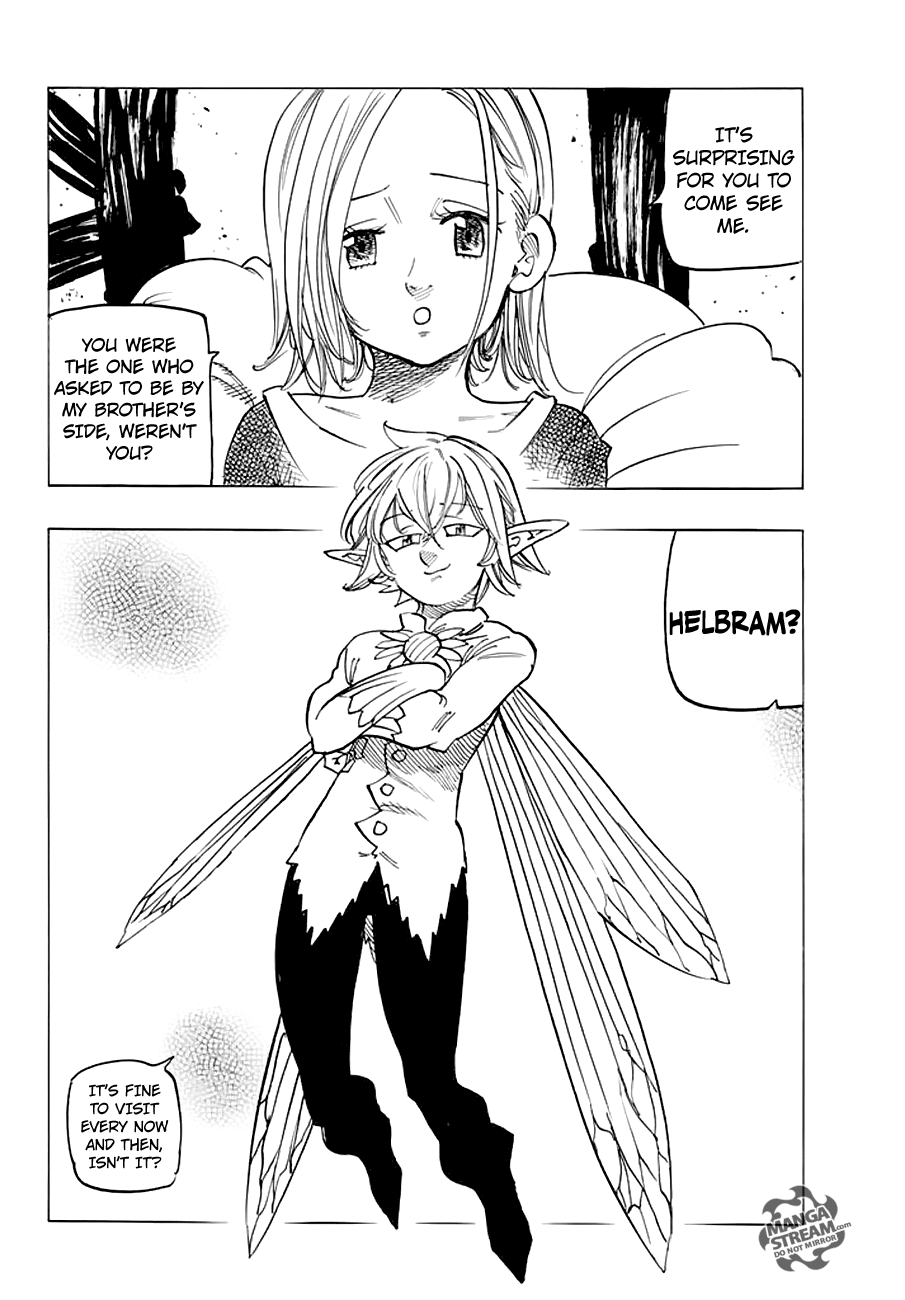 IT'S
SURPRISING
FOR YOU TO
COME SEE
ME.
YOU WERE
THE ONE WHO
ASKED TO BE BY
MY BROTHER'S
SIDE, WEREN'T
YOU?
HELBRAM?
IT'S FINE
TO VISIT
EVERY NOW
AND THEN,
ISN'T IT?
MANGA
STREAM.com
DO NOT MIRROR